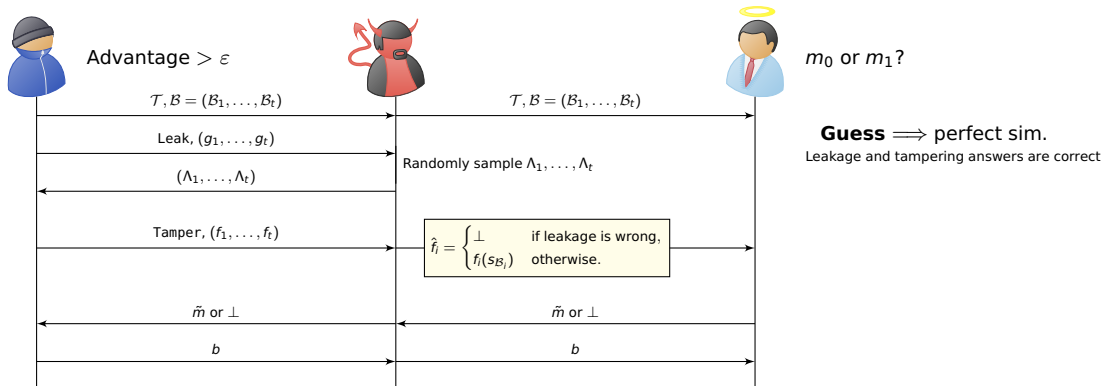 Advantage > ε
m₀ or m₁?
𝒯, ℬ = (ℬ₁, . . . , ℬₜ)
𝒯, ℬ = (ℬ₁, . . . , ℬₜ)
Guess ⟹ perfect sim.
Leakage and tampering answers are correct
Leak, (g₁, . . . , gₜ)
Randomly sample Λ₁, . . . , Λₜ
(Λ₁, . . . , Λₜ)
Tamper, (f₁, . . . , fₜ)
f̂ᵢ = { ⊥ if leakage is wrong,
fᵢ(s_ℬᵢ) otherwise.
m̃ or ⊥
m̃ or ⊥
b
b